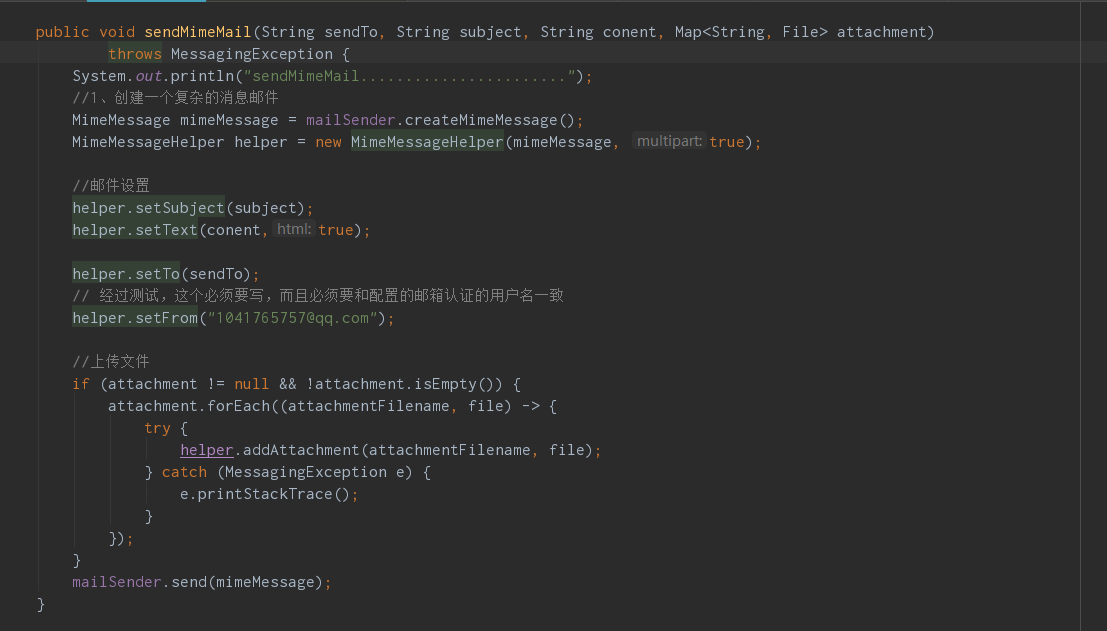 public void sendMimeMail(String sendTo, String subject, String conent, Map<String, File> attachment)
throws MessagingException {
System.out.println("sendMimeMail.......................");
//1、创建一个复杂的消息邮件
MimeMessage mimeMessage = mailSender.createMimeMessage();
MimeMessageHelper helper = new MimeMessageHelper(mimeMessage, multipart: true);
//邮件设置
helper.setSubject(subject);
helper.setText(conent, html: true);
helper.setTo(sendTo);
// 经过测试，这个必须要写，而且必须要和配置的邮箱认证的用户名一致
helper.setFrom("1041765757@qq.com");
//上传文件
if (attachment != null && !attachment.isEmpty()) {
attachment.forEach((attachmentFilename, file) -> {
try {
helper.addAttachment(attachmentFilename, file);
} catch (MessagingException e) {
e.printStackTrace();
}
});
}
mailSender.send(mimeMessage);
}